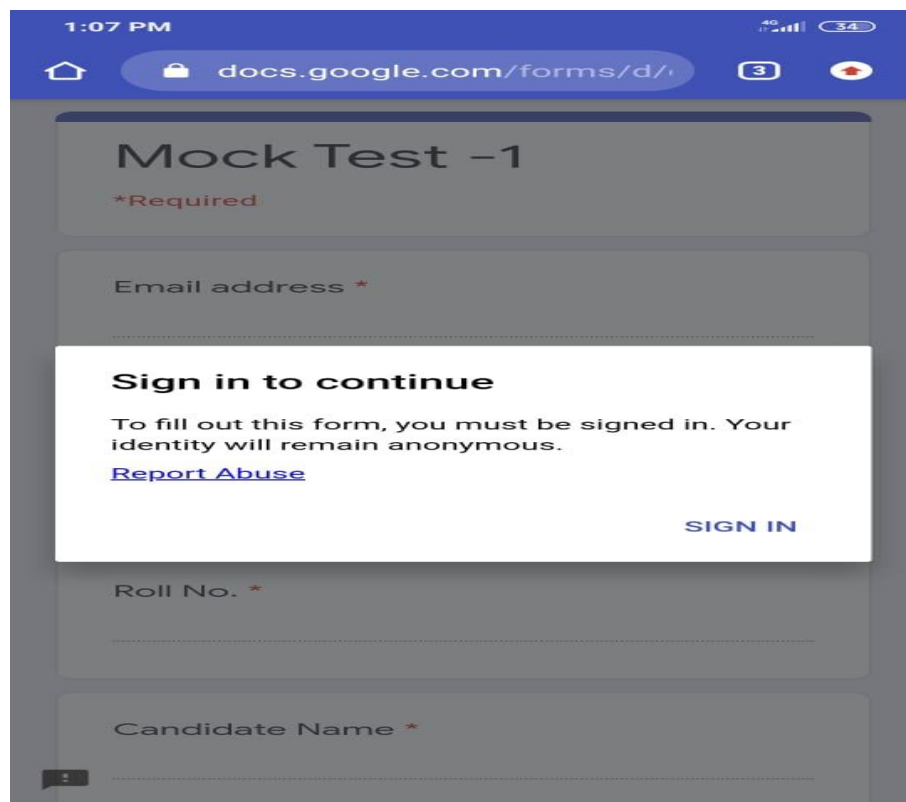 1:07 PM
4G
34
docs.google.com/forms/d/
3
Mock Test -1
*Required
Email address *
Sign in to continue
To fill out this form, you must be signed in. Your
identity will remain anonymous.
Report Abuse
SIGN IN
Roll No. *
Candidate Name *